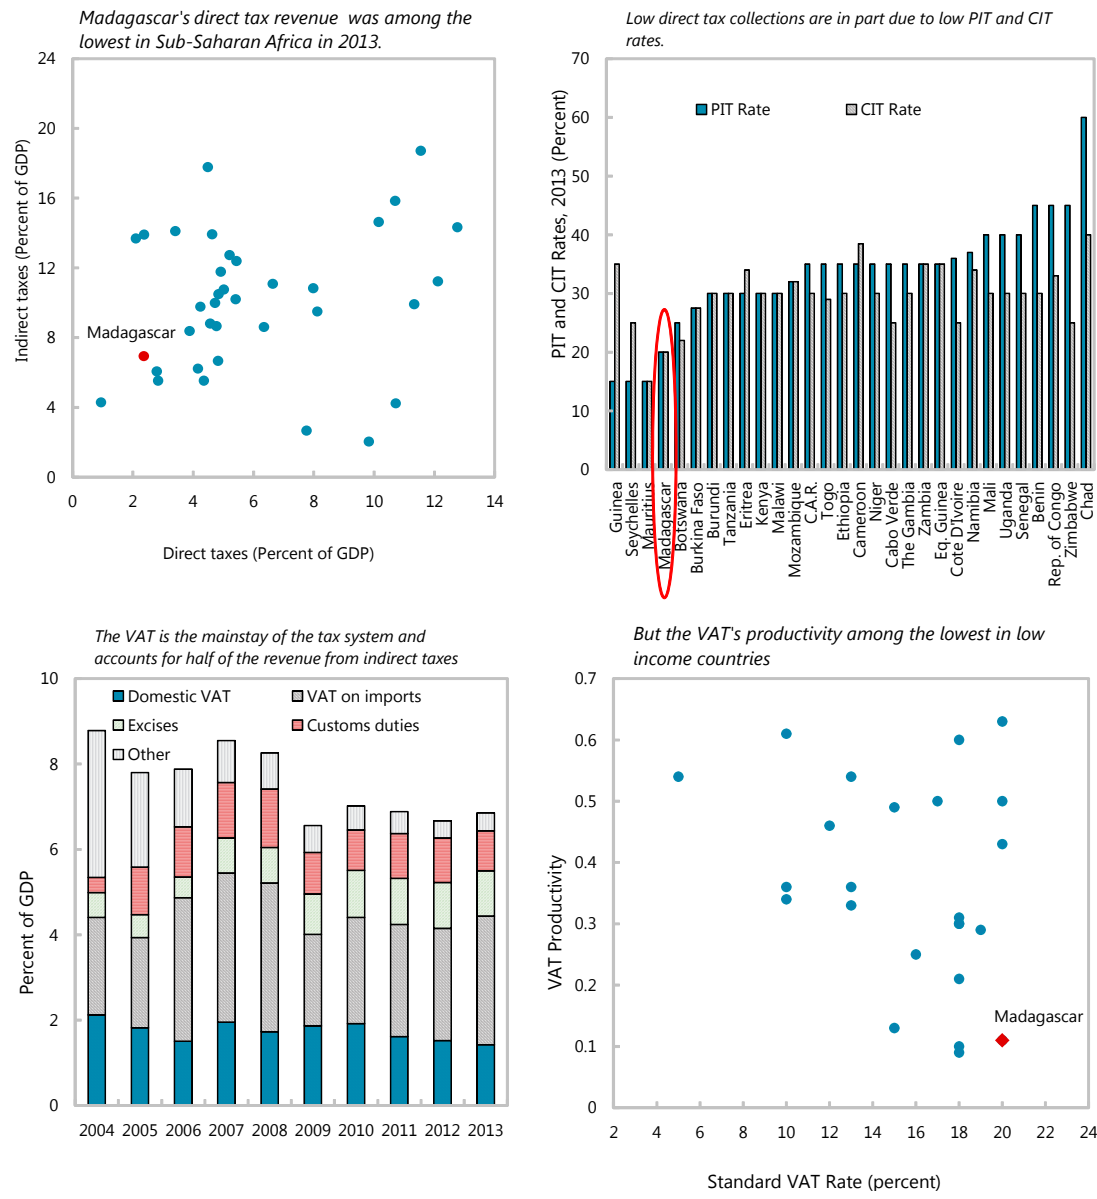 Madagascar's direct tax revenue was among the
lowest in Sub-Saharan Africa in 2013.
24
20
16
12
8
4
0
Indirect taxes (Percent of GDP)
Madagascar
0 2 4 6 8 10 12 14
Direct taxes (Percent of GDP)
Low direct tax collections are in part due to low PIT and CIT
rates.
70
60
50
40
30
20
10
0
PIT and CIT Rates, 2013 (Percent)
PIT Rate
CIT Rate
Guinea
Seychelles
Mauritius
Madagascar
Botswana
Burkina Faso
Burundi
Tanzania
Eritrea
Kenya
Malawi
Mozambique
C.A.R.
Togo
Ethiopia
Cameroon
Niger
Cabo Verde
The Gambia
Zambia
Eq. Guinea
Cote D'Ivoire
Namibia
Mali
Uganda
Senegal
Benin
Rep. of Congo
Zimbabwe
Chad
The VAT is the mainstay of the tax system and
accounts for half of the revenue from indirect taxes
10
8
6
4
2
0
Percent of GDP
Domestic VAT
VAT on imports
Excises
Customs duties
Other
2004 2005 2006 2007 2008 2009 2010 2011 2012 2013
But the VAT's productivity among the lowest in low
income countries
0.7
0.6
0.5
0.4
0.3
0.2
0.1
0
VAT Productivity
Madagascar
2 4 6 8 10 12 14 16 18 20 22 24
Standard VAT Rate (percent)